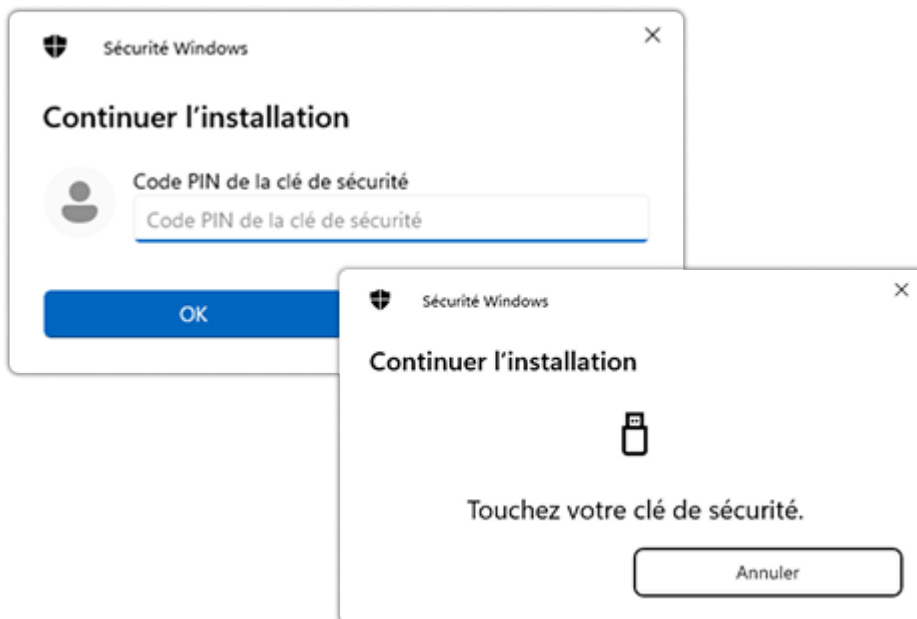 Sécurité Windows
Continuer l’installation
Code PIN de la clé de sécurité
Code PIN de la clé de sécurité
OK
Sécurité Windows
Continuer l’installation
Touchez votre clé de sécurité.
Annuler